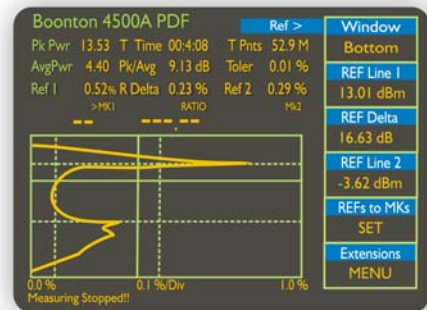 Boonton 4500A PDF
Ref >
Pk Pwr 13.53 T Time 00:4:08 T Pnts 52.9 M
AvgPwr 4.40 Pk/Avg 9.13 dB Toler 0.01 %
Ref 1 0.52% R Delta 0.23 % Ref 2 0.29 %
>MK1 RATIO Mk2
-- -- --.--
0.0 % 0.1 %/Div 1.0 %
Measuring Stopped!!
Window
Bottom
REF Line 1
13.01 dBm
REF Delta
16.63 dB
REF Line 2
-3.62 dBm
REFs to MKs
SET
Extensions
MENU